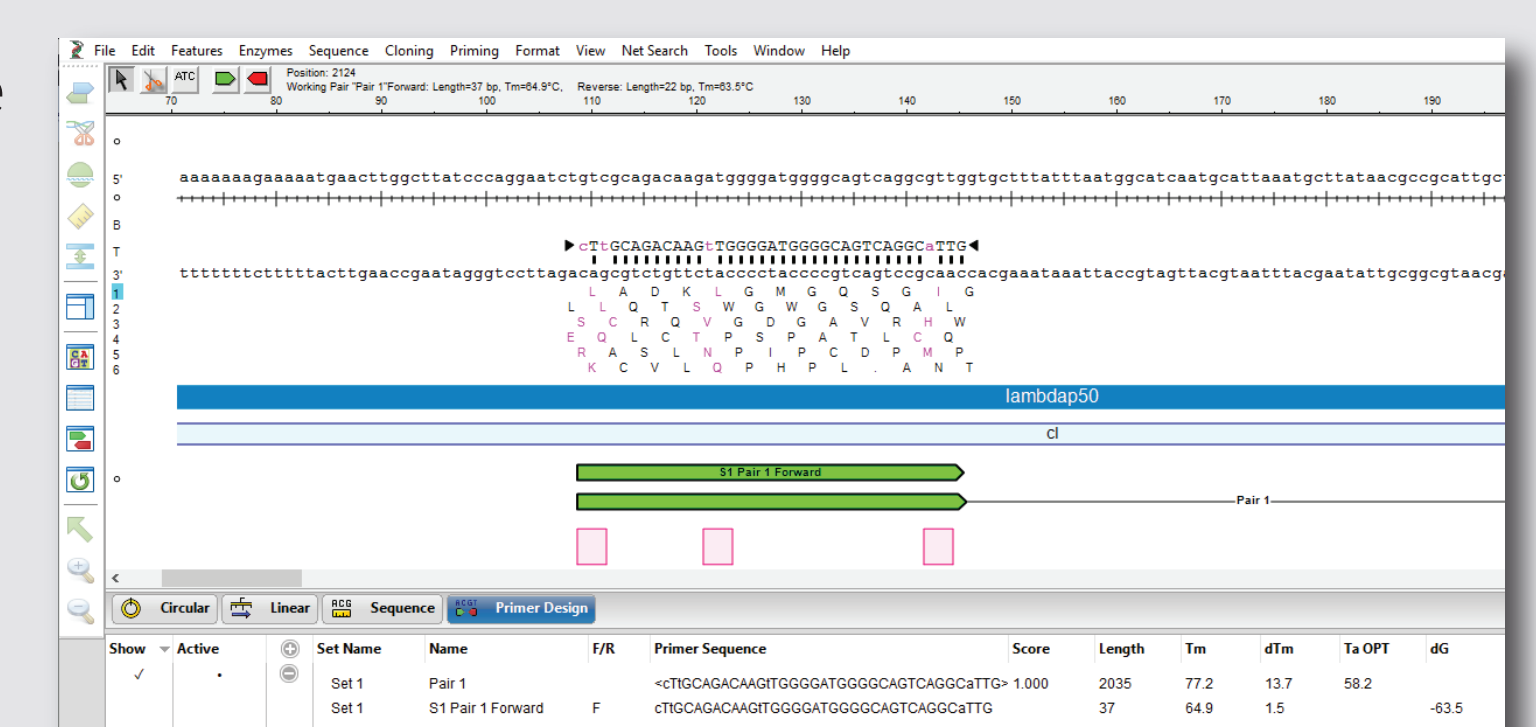 e
File Edit Features Enzymes Sequence Cloning Priming Format View Net Search Tools Window Help
ATC
Position: 2124
Working Pair "Pair 1"Forward: Length=37 bp, Tm=64.9°C, Reverse: Length=22 bp, Tm=63.5°C
70 80 90 100 110 120 130 140 150 160 170 180 190
5' aaaaaaagaaaaatgaacttggcttatcccaggaatctgtcgcagacaagatggggatggggcagtcaggcgttggtgctttatttaatggcatcaatgcattaaatgcttataacgccgcattgc
B
T cTtGCAGACAAGtTGGGGATGGGGCAGTCAGGCaTTG
3' tttttttctttttacttgaaccgaatagggtccttagacagcgtctgttctacccctaccccgtcagtccgcaaccacgaaataaattaccgtagttacgtaatttacgaatattgcggcgtaacg
1 L A D K L G M G Q S G I G
2 L L Q T S W G W G S Q A L
3 S C R Q V G D G A V R H W
4 E Q L C T P S P A T L C Q
5 R A S L N P I P C D P M P
6 K C V L Q P H P L . A N T
lambdap50
cI
S1 Pair 1 Forward
Pair 1
Circular Linear ACG Sequence ACGT Primer Design
Show Active Set Name Name F/R Primer Sequence Score Length Tm dTm Ta OPT dG
✓ • Set 1 Pair 1 <cTtGCAGACAAGtTGGGGATGGGGCAGTCAGGCaTTG> 1.000 2035 77.2 13.7 58.2
Set 1 S1 Pair 1 Forward F cTtGCAGACAAGtTGGGGATGGGGCAGTCAGGCaTTG 37 64.9 1.5 -63.5